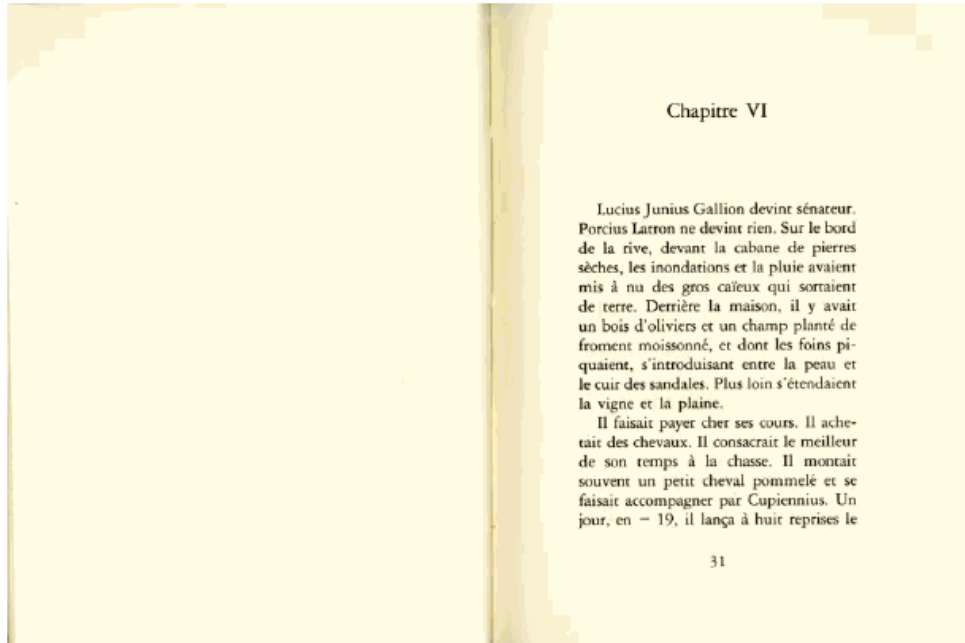 Chapitre VI
Lucius Junius Gallion devint sénateur.
Porcius Latron ne devint rien. Sur le bord
de la rive, devant la cabane de pierres
sèches, les inondations et la pluie avaient
mis à nu des gros caïeux qui sortaient
de terre. Derrière la maison, il y avait
un bois d'oliviers et un champ planté de
froment moissonné, et dont les foins pi-
quaient, s'introduisant entre la peau et
le cuir des sandales. Plus loin s'étendaient
la vigne et la plaine.
Il faisait payer cher ses cours. Il ache-
tait des chevaux. Il consacrait le meilleur
de son temps à la chasse. Il montait
souvent un petit cheval pommelé et se
faisait accompagner par Cupiennius. Un
jour, en − 19, il lança à huit reprises le
31